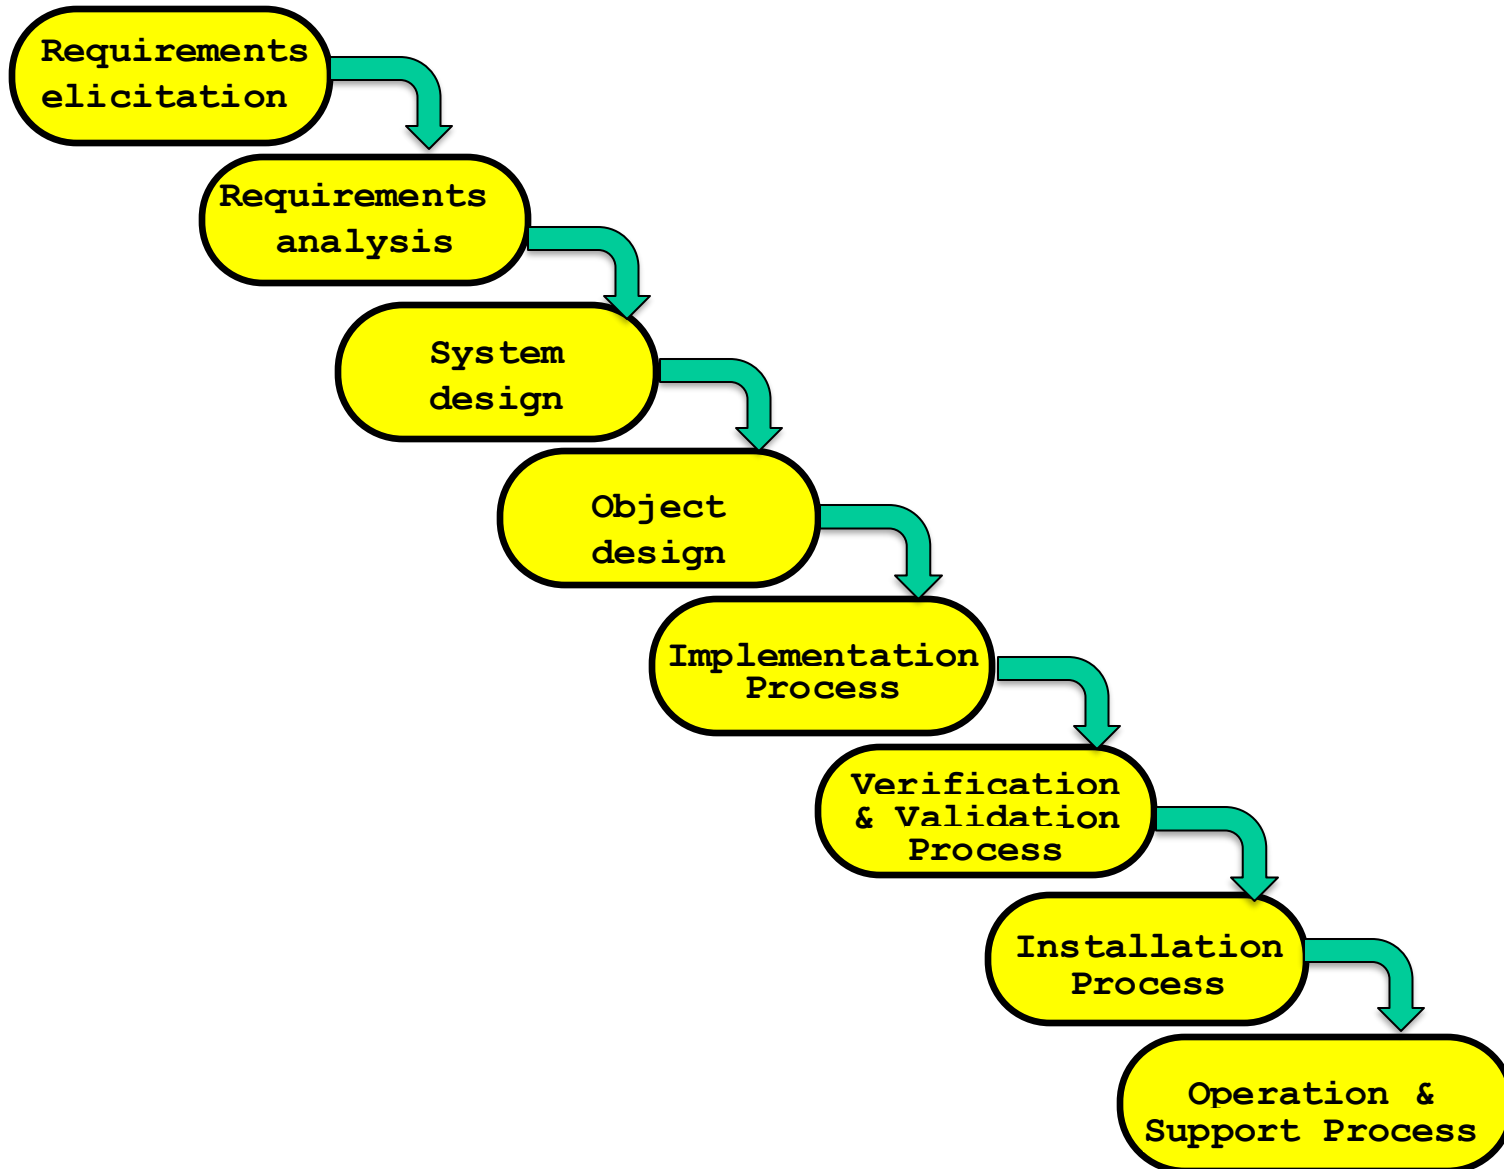 Requirements
elicitation
Requirements
analysis
System
design
Object
design
Implementation
Process
Verification
& Validation
Process
Installation
Process
Operation &
Support Process